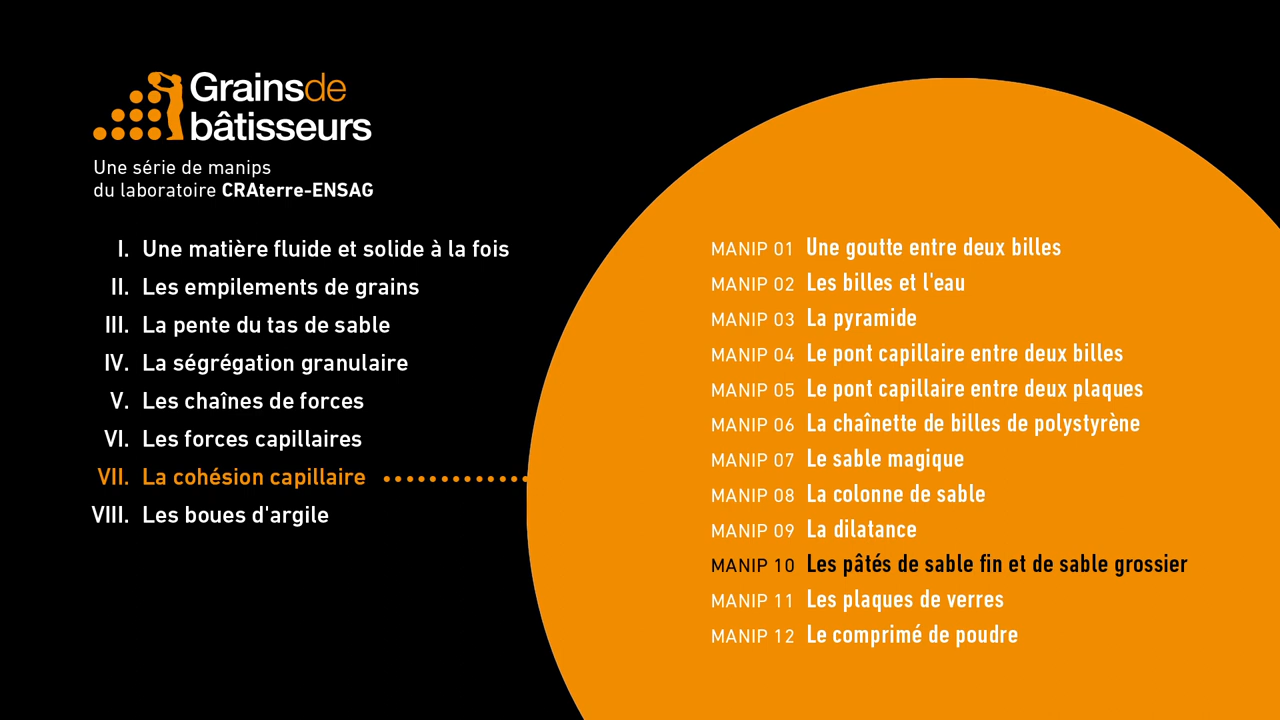 Grainsde
bâtisseurs
Une série de manips
du laboratoire CRAterre-ENSAG
I. Une matière fluide et solide à la fois
II. Les empilements de grains
III. La pente du tas de sable
IV. La ségrégation granulaire
V. Les chaînes de forces
VI. Les forces capillaires
VII. La cohésion capillaire
VIII. Les boues d'argile
MANIP 01 Une goutte entre deux billes
MANIP 02 Les billes et l'eau
MANIP 03 La pyramide
MANIP 04 Le pont capillaire entre deux billes
MANIP 05 Le pont capillaire entre deux plaques
MANIP 06 La chaînette de billes de polystyrène
MANIP 07 Le sable magique
MANIP 08 La colonne de sable
MANIP 09 La dilatance
MANIP 10 Les pâtés de sable fin et de sable grossier
MANIP 11 Les plaques de verres
MANIP 12 Le comprimé de poudre